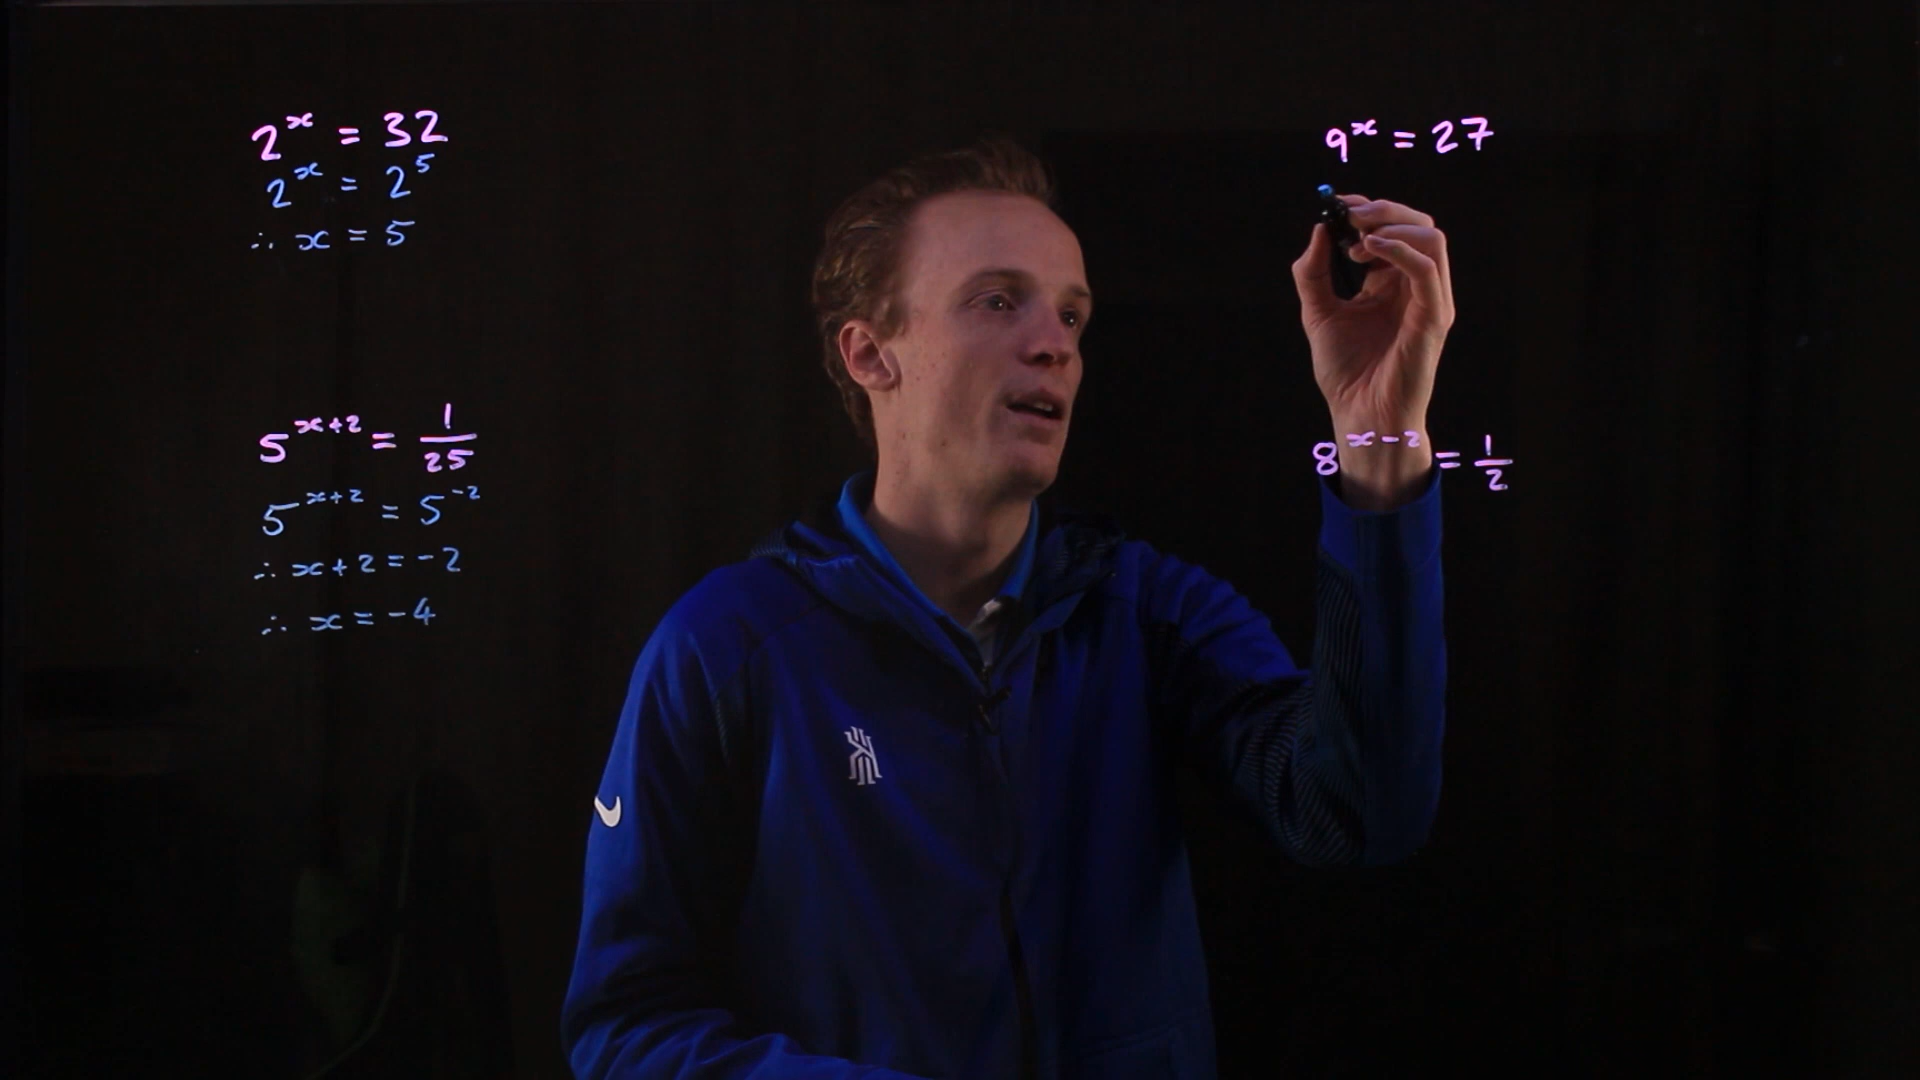 2^x = 32
2^x = 2^5
∴ x = 5
5^{x+2} = 1/25
5^{x+2} = 5^{-2}
∴ x+2 = -2
∴ x = -4
9^x = 27
8^{x-2} = 1/2